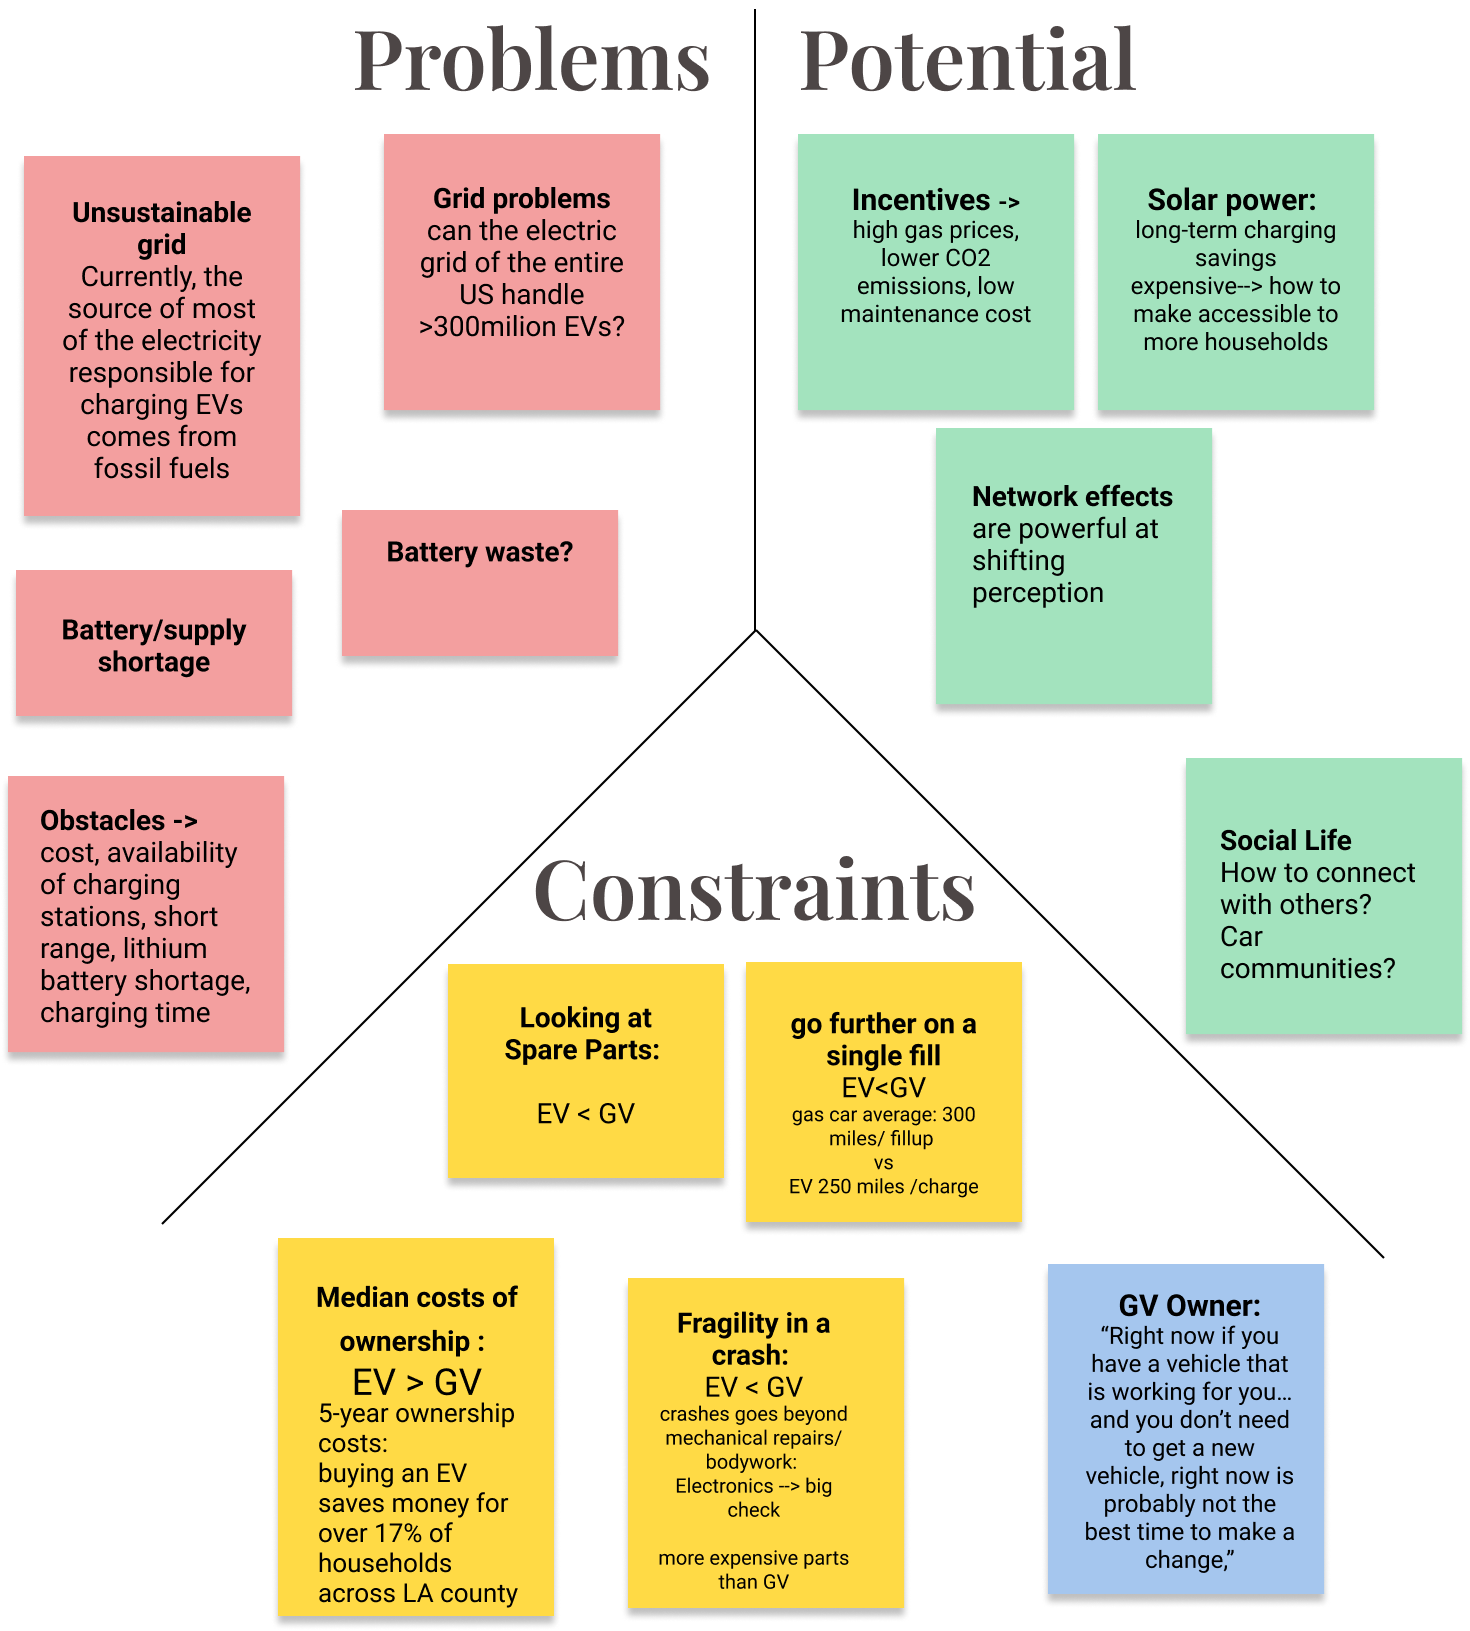 Problems
Unsustainable
grid
Currently, the
source of most
of the electricity
responsible for
charging EVs
comes from
fossil fuels
Grid problems
can the electric
grid of the entire
US handle
>300milion EVs?
Battery waste?
Battery/supply
shortage
Obstacles ->
cost, availability
of charging
stations, short
range, lithium
battery shortage,
charging time
Potential
Incentives ->
high gas prices,
lower CO2
emissions, low
maintenance cost
Solar power:
long-term charging
savings
expensive--> how to
make accessible to
more households
Network effects
are powerful at
shifting
perception
Social Life
How to connect
with others?
Car
communities?
Constraints
Looking at
Spare Parts:
EV < GV
go further on a
single fill
EV<GV
gas car average: 300
miles/ fillup
vs
EV 250 miles /charge
Median costs of
ownership :
EV > GV
5-year ownership
costs:
buying an EV
saves money for
over 17% of
households
across LA county
Fragility in a
crash:
EV < GV
crashes goes beyond
mechanical repairs/
bodywork:
Electronics --> big
check
more expensive parts
than GV
GV Owner:
“Right now if you
have a vehicle that
is working for you…
and you don’t need
to get a new
vehicle, right now is
probably not the
best time to make a
change,”